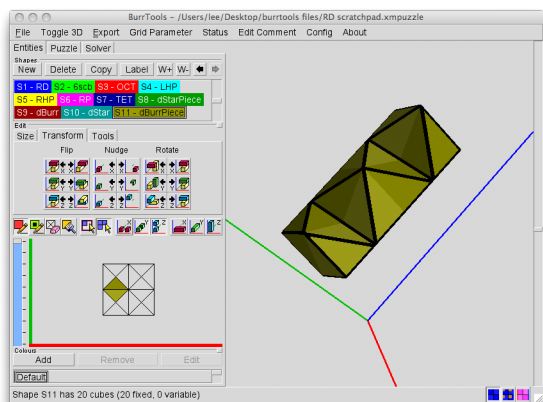 BurrTools - /Users/lee/Desktop/burrtools files/RD scratchpad.xmpuzzle
File Toggle 3D Export Grid Parameter Status Edit Comment Config About
Entities Puzzle Solver
Shapes
New Delete Copy Label W+ W-
S1 - RD S2 - 6scb S3 - OCT S4 - LHP
S5 - RHP S6 - RP S7 - TET S8 - dStarPiece
S9 - dBurr S10 - dStar S11 - dBurrPiece
Edit
Size Transform Tools
Flip Nudge Rotate
X X X
Y Y Y
Z Z Z
X Y Z X Y Z
Colours
Add Remove Edit
Default
Shape S11 has 20 cubes (20 fixed, 0 variable)